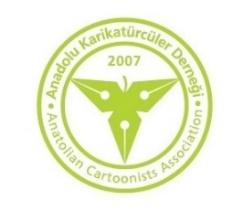 Anadolu Karikatürcüler Derneği
2007
Anatolian Cartoonists Association